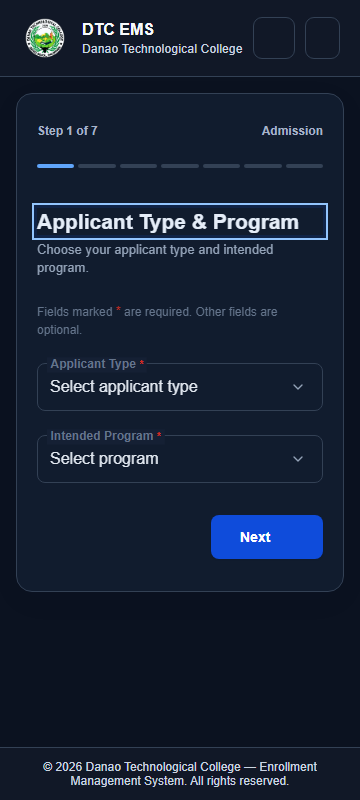 DTC EMS
Danao Technological College
Step 1 of 7
Admission
Applicant Type & Program
Choose your applicant type and intended
program.
Fields marked * are required. Other fields are
optional.
Applicant Type *
Select applicant type
Intended Program *
Select program
Next
© 2026 Danao Technological College — Enrollment
Management System. All rights reserved.